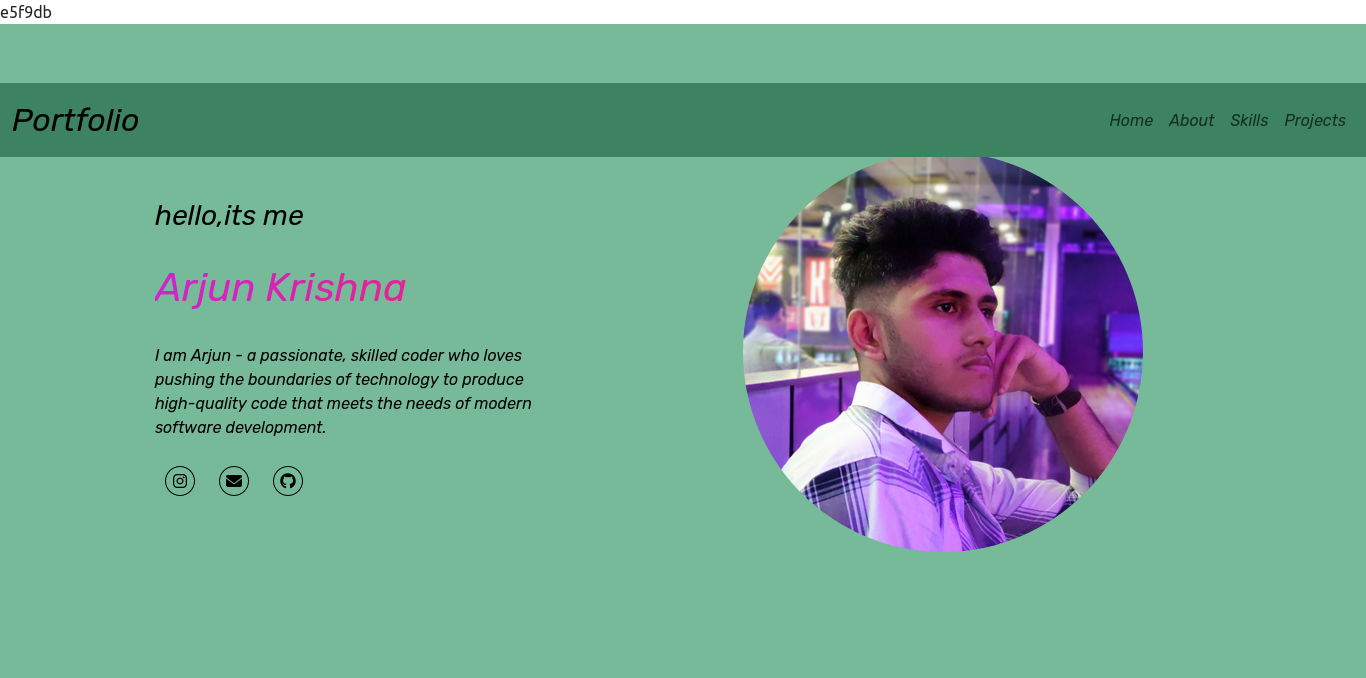 e5f9db
Portfolio
Home About Skills Projects
hello,its me
Arjun Krishna
I am Arjun - a passionate, skilled coder who loves
pushing the boundaries of technology to produce
high-quality code that meets the needs of modern
software development.
K